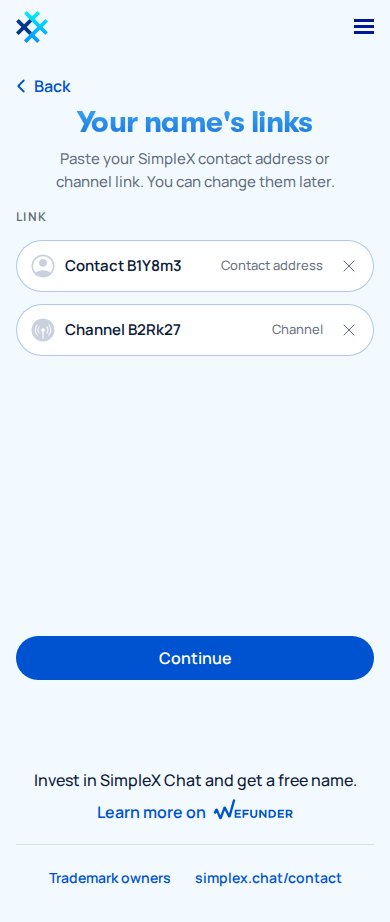 Back
Your name's links
Paste your SimpleX contact address or
channel link. You can change them later.
LINK
Contact B1Y8m3 Contact address
Channel B2Rk27 Channel
Continue
Invest in SimpleX Chat and get a free name.
Learn more on WEFUNDER
Trademark owners simplex.chat/contact